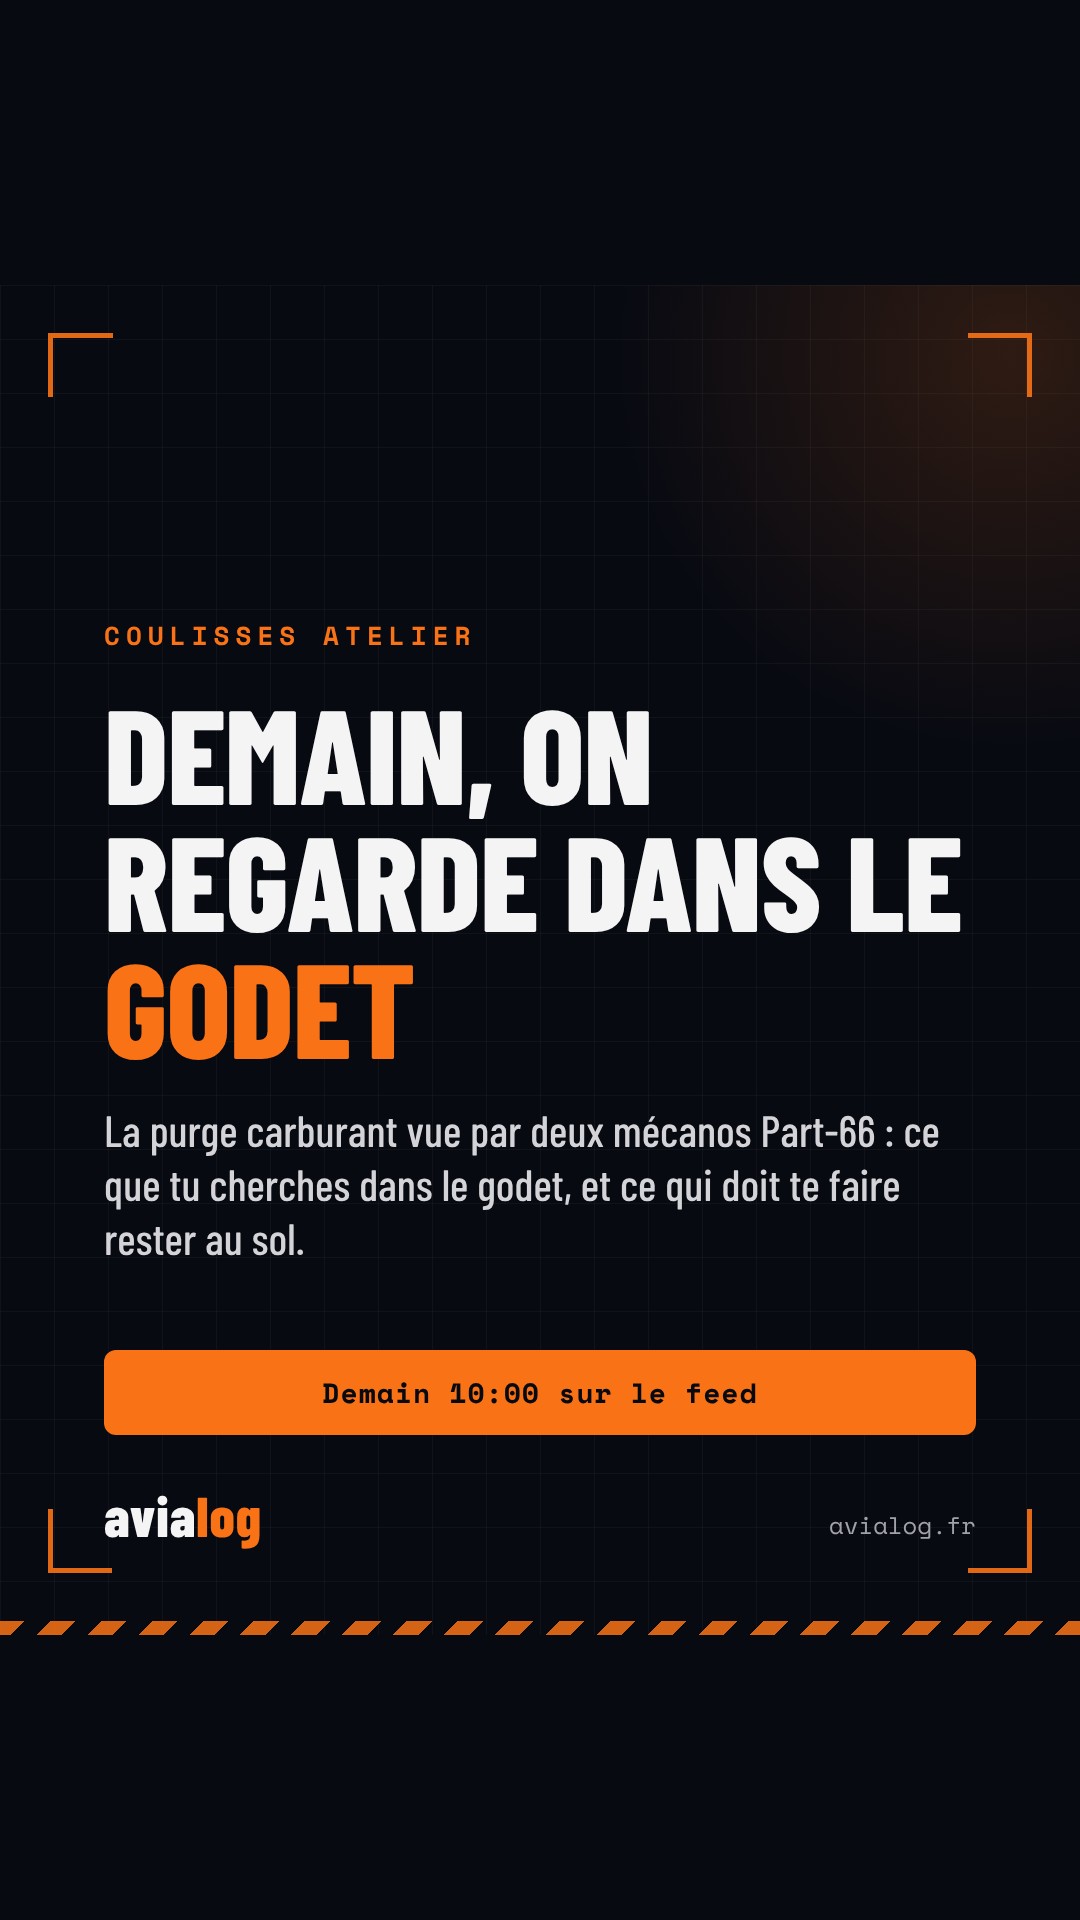 COULISSES ATELIER
DEMAIN, ON
REGARDE DANS LE
GODET
La purge carburant vue par deux mécanos Part-66 : ce
que tu cherches dans le godet, et ce qui doit te faire
rester au sol.
Demain 10:00 sur le feed
avialog
avialog.fr